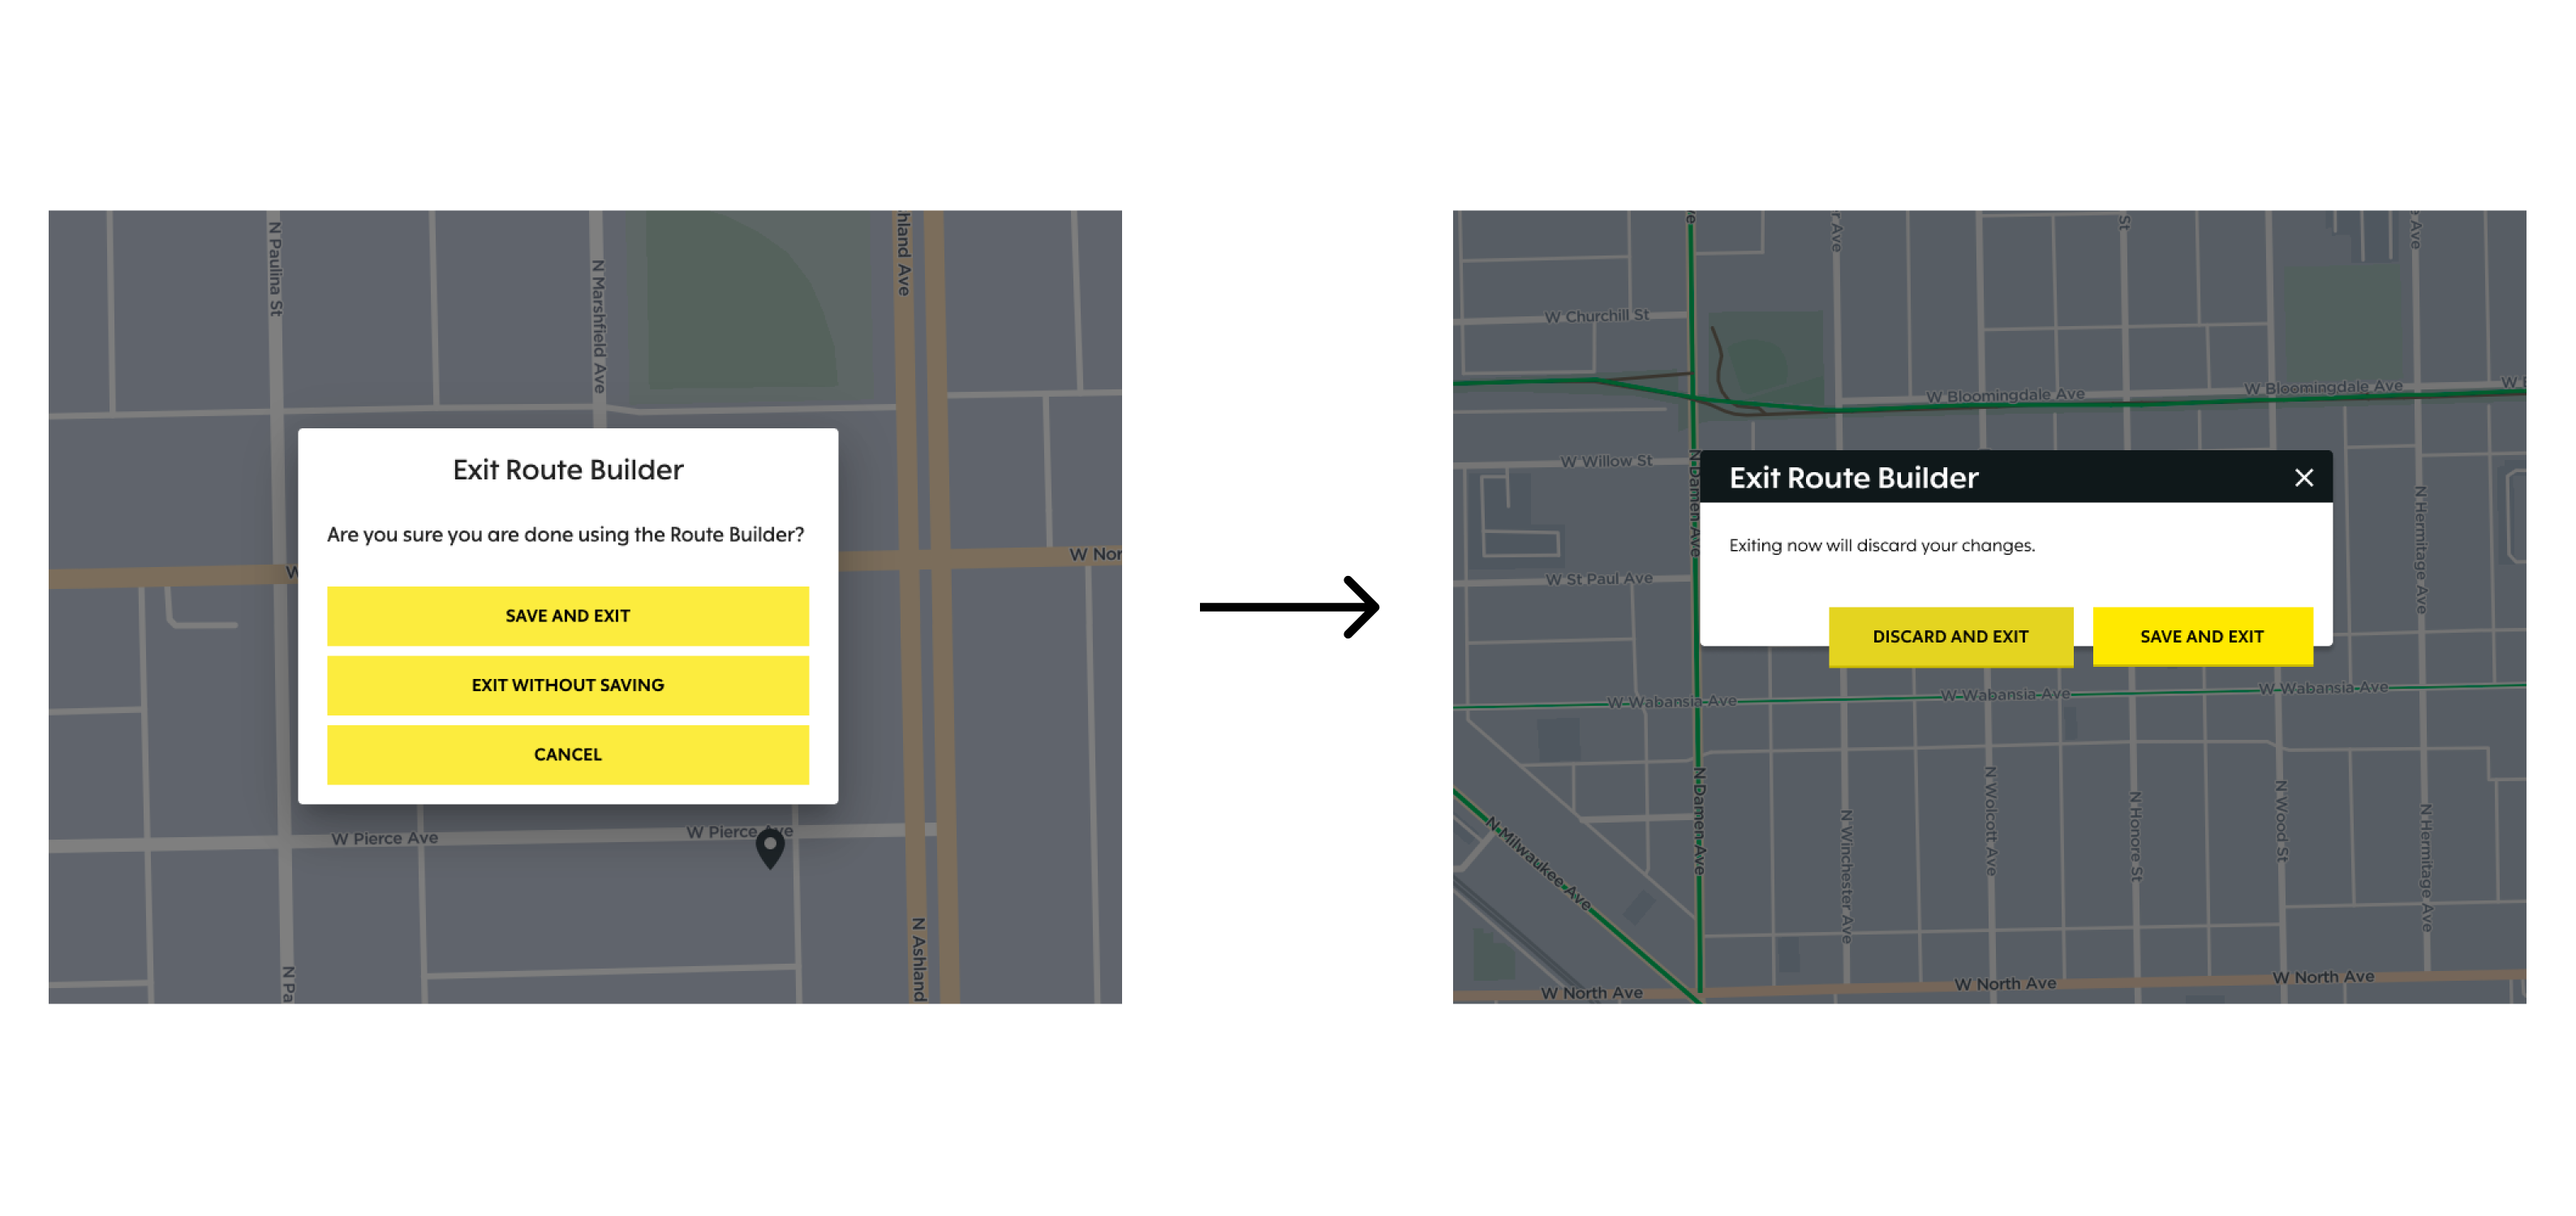 N Paulina St
N Marshfield Ave
hland Ave
Exit Route Builder
Are you sure you are done using the Route Builder?
W
W Nor
SAVE AND EXIT
EXIT WITHOUT SAVING
CANCEL
W Pierce Ave
W Pierce Ave
N Ashland
N Pa
r Ave
St
Ave
W Churchill St
W Bloomingdale Ave
W Bloomingdale Ave
W Willow St
N Damen Ave
Exit Route Builder
N Hermitage Ave
Exiting now will discard your changes.
W St Paul Ave
DISCARD AND EXIT
SAVE AND EXIT
W Wabansia Ave
W Wabansia Ave
W Wabansia Ave
N Milwaukee Ave
N Damen Ave
N Winchester Ave
N Wolcott Ave
N Honore St
N Wood St
N Hermitage Ave
W North Ave
W North Ave
W North Ave